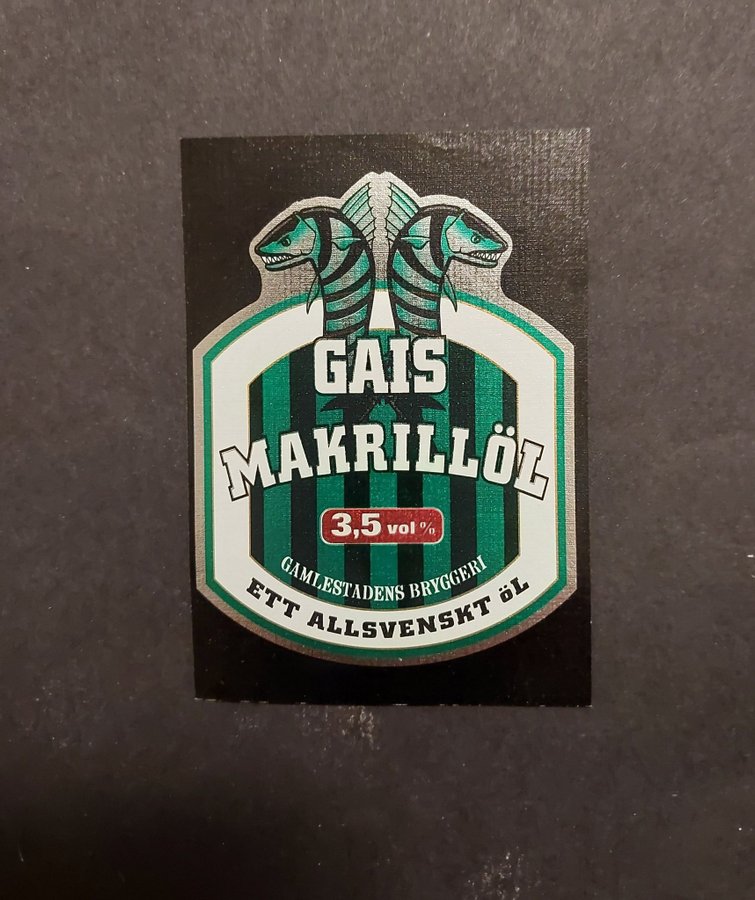 GAIS
MAKRILLÖL
3,5 vol %
GAMLESTADENS BRYGGERI
ETT ALLSVENSKT öL